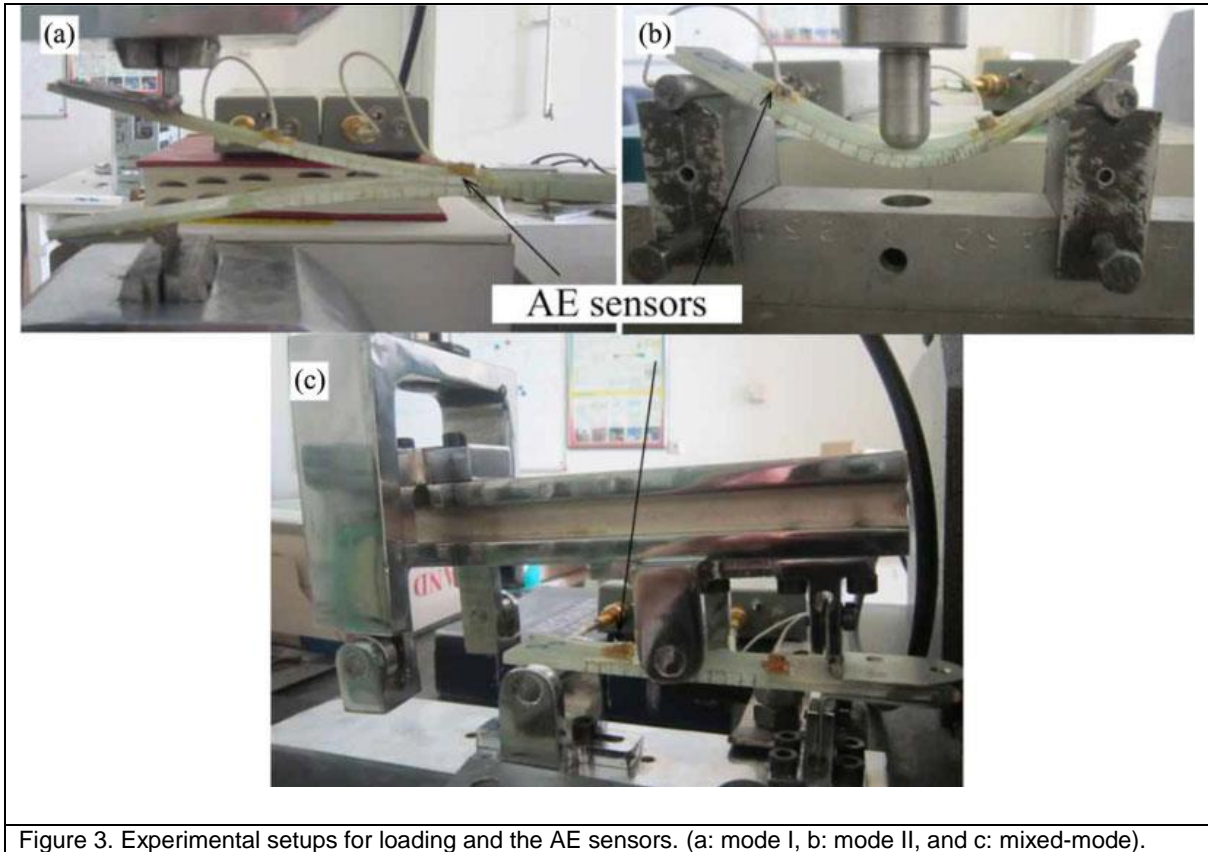 (a)
(b)
AE sensors
(c)
Figure 3. Experimental setups for loading and the AE sensors. (a: mode I, b: mode II, and c: mixed-mode).